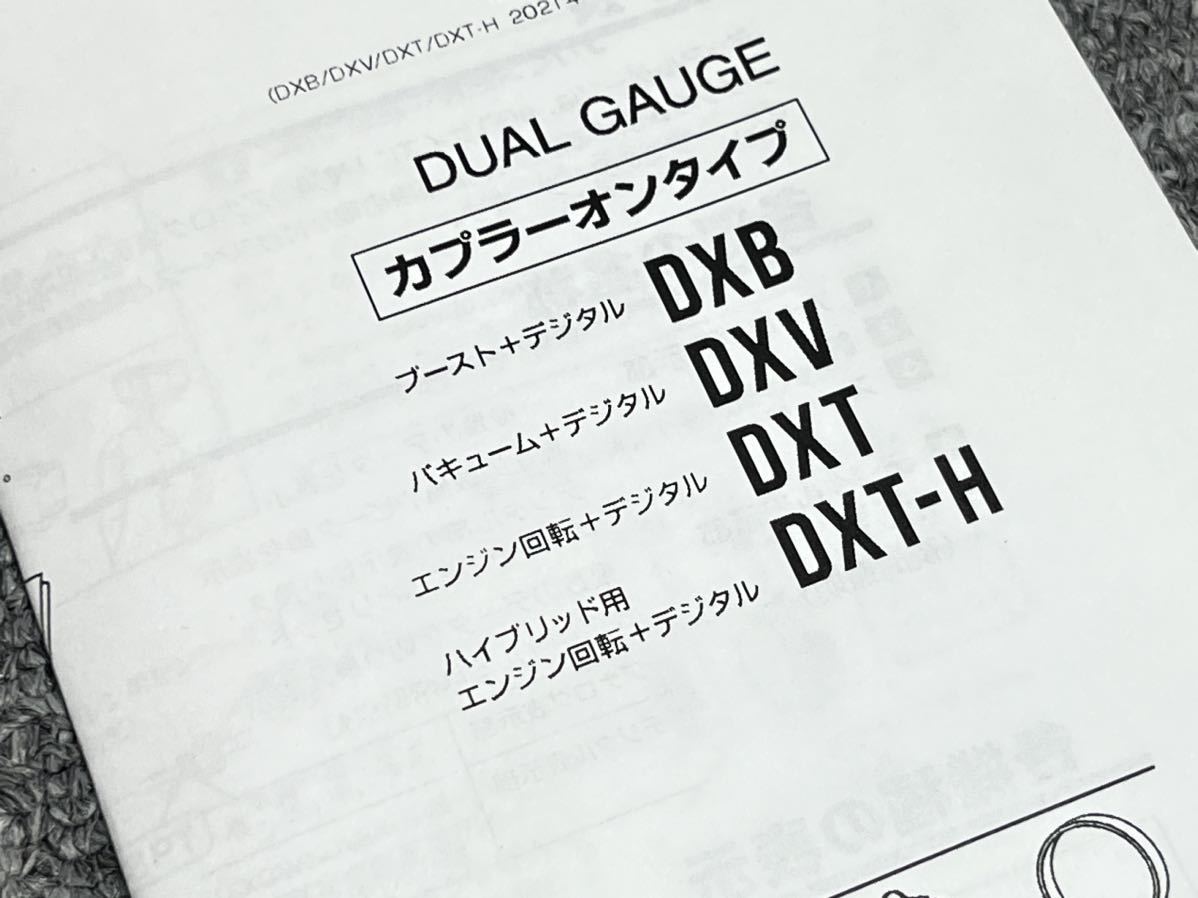 (DXB/DXV/DXT/DXT-H 2021
DUAL GAUGE
カプラーオンタイプ
ブースト+デジタル DXB
バキューム+デジタル DXV
エンジン回転+デジタル DXT
ハイブリッド用
エンジン回転+デジタル DXT-H